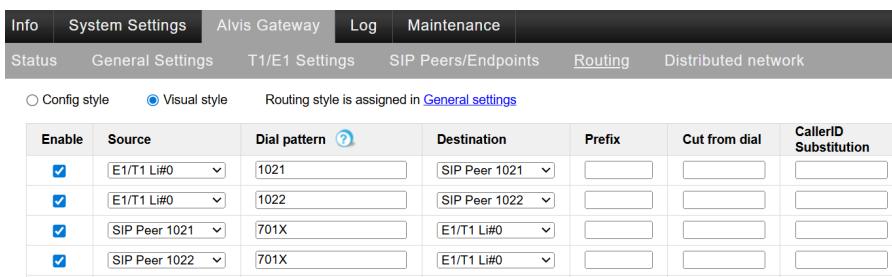 Info System Settings Alvis Gateway Log Maintenance
Status General Settings T1/E1 Settings SIP Peers/Endpoints Routing Distributed network
Config style Visual style Routing style is assigned in General settings
Enable Source Dial pattern ? Destination Prefix Cut from dial CallerID Substitution
E1/T1 Li#0 1021 SIP Peer 1021
E1/T1 Li#0 1022 SIP Peer 1022
SIP Peer 1021 701X E1/T1 Li#0
SIP Peer 1022 701X E1/T1 Li#0